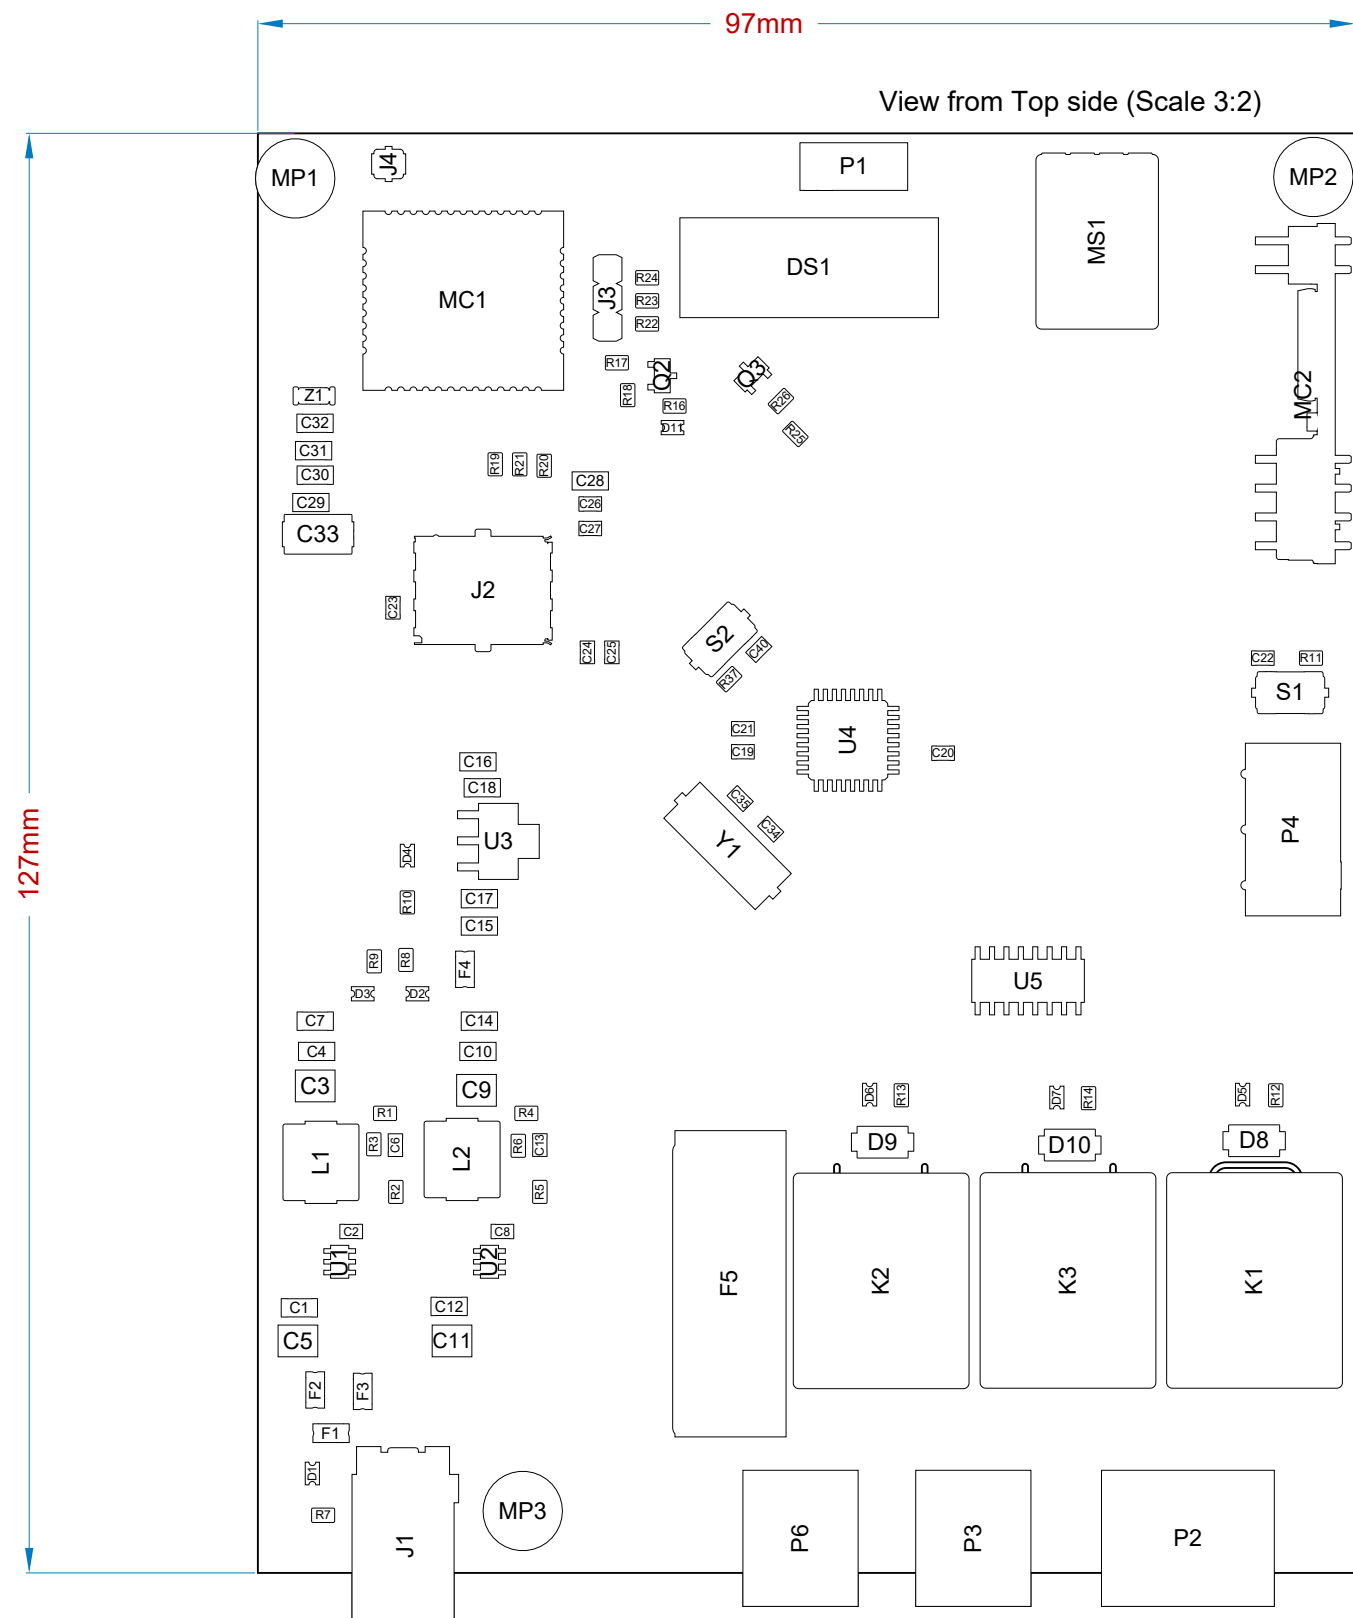 97mm
View from Top side (Scale 3:2)
MP1
J4
P1
MS1
MP2
DS1
MC1
J3
R24
R23
R22
R17
Q2
Q3
R18
R16
R26
D11
R25
Z1
C32
C31
C30
C29
C33
MC2
R19
R21
R20
C28
C26
C27
J2
C23
C24
C25
S2
C40
R37
C22
R11
S1
C21
C19
U4
C20
C16
C18
U3
C35
C34
Y1
P4
127mm
D4
R10
C17
C15
R9
R8
F4
D3
D2
U5
C7
C14
C4
C10
C3
C9
D6
R13
D7
R14
D5
R12
R1
R4
D9
D10
D8
L1
R3
C6
L2
R6
C13
R2
R5
C2
C8
U1
U2
F5
K2
K3
K1
C1
C12
C5
C11
F2
F3
F1
D1
R7
J1
MP3
P6
P3
P2